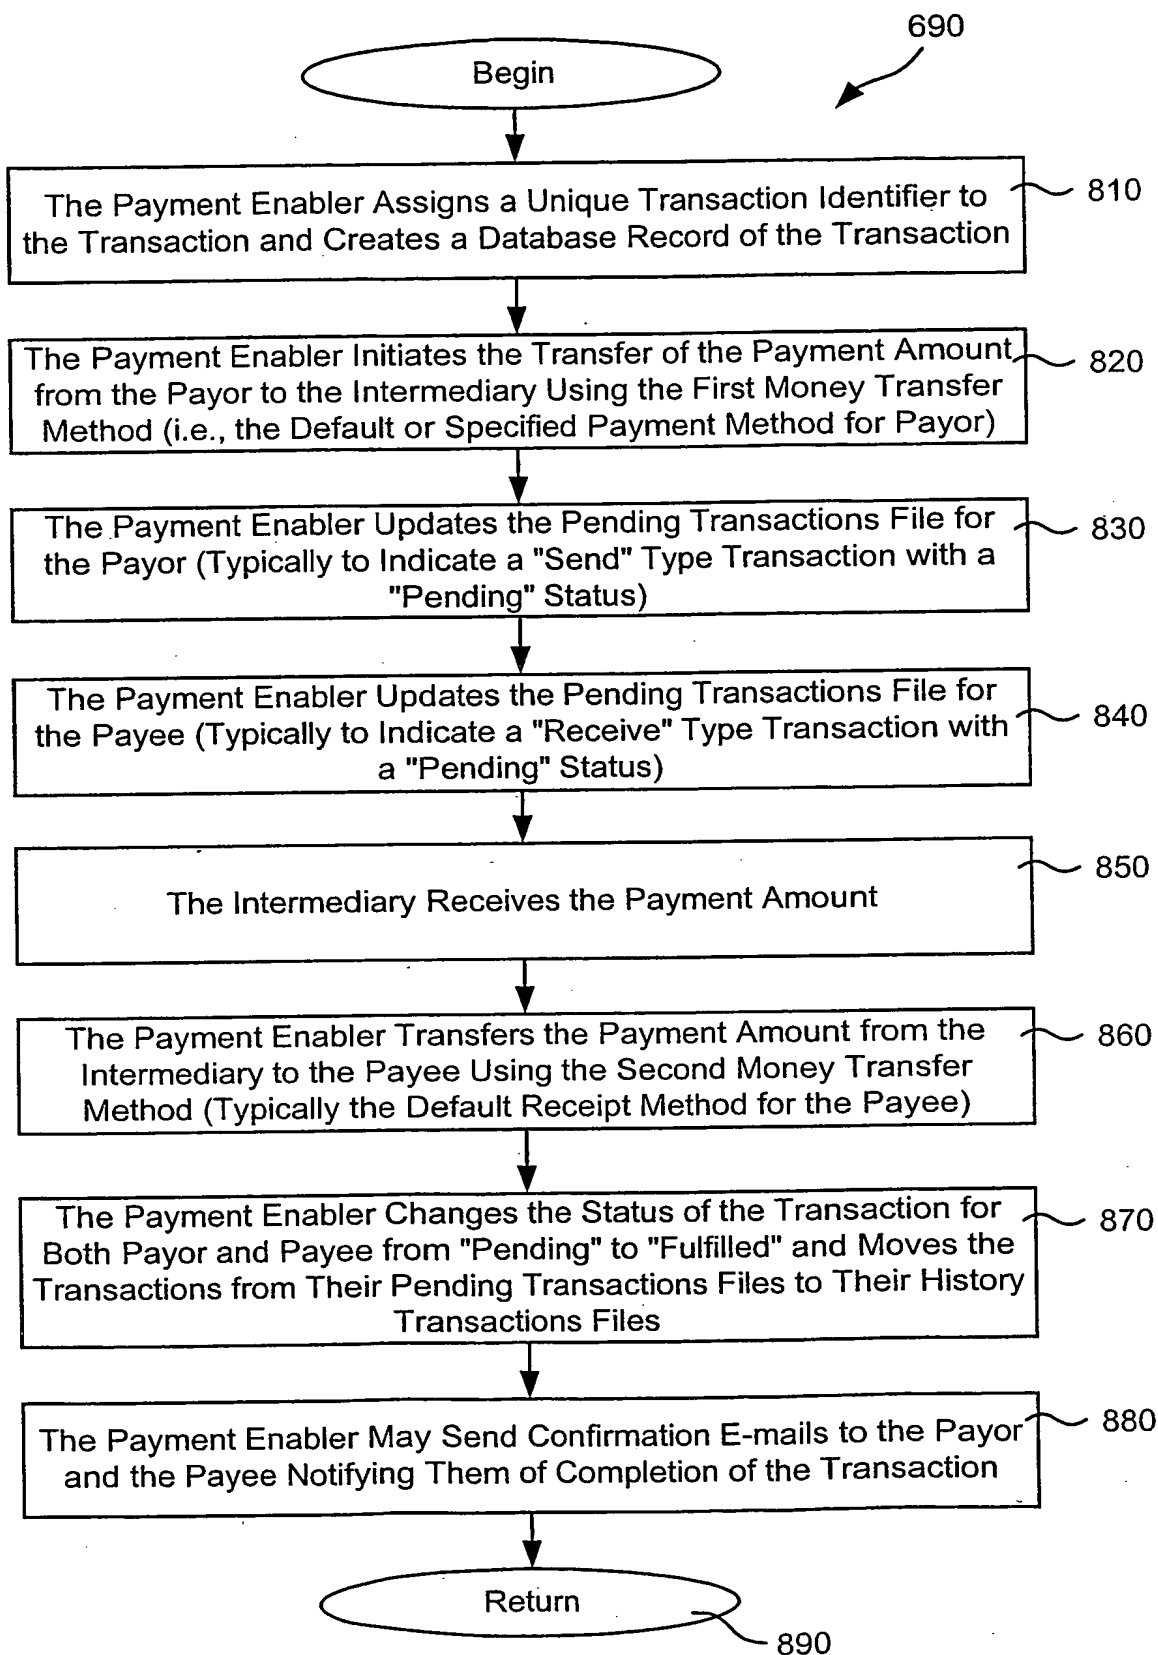 690
Begin
The Payment Enabler Assigns a Unique Transaction Identifier to
the Transaction and Creates a Database Record of the Transaction
810
The Payment Enabler Initiates the Transfer of the Payment Amount
from the Payor to the Intermediary Using the First Money Transfer
Method (i.e., the Default or Specified Payment Method for Payor)
820
The Payment Enabler Updates the Pending Transactions File for
the Payor (Typically to Indicate a "Send" Type Transaction with a
"Pending" Status)
830
The Payment Enabler Updates the Pending Transactions File for
the Payee (Typically to Indicate a "Receive" Type Transaction with
a "Pending" Status)
840
The Intermediary Receives the Payment Amount
850
The Payment Enabler Transfers the Payment Amount from the
Intermediary to the Payee Using the Second Money Transfer
Method (Typically the Default Receipt Method for the Payee)
860
The Payment Enabler Changes the Status of the Transaction for
Both Payor and Payee from "Pending" to "Fulfilled" and Moves the
Transactions from Their Pending Transactions Files to Their History
Transactions Files
870
The Payment Enabler May Send Confirmation E-mails to the Payor
and the Payee Notifying Them of Completion of the Transaction
880
Return
890